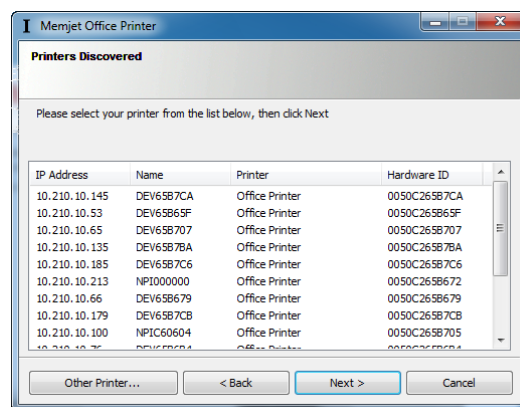 Memjet Office Printer
Printers Discovered
Please select your printer from the list below, then click Next
IP Address Name Printer Hardware ID
10.210.10.145 DEV65B7CA Office Printer 0050C265B7CA
10.210.10.53 DEV65B65F Office Printer 0050C265B65F
10.210.10.65 DEV65B707 Office Printer 0050C265B707
10.210.10.135 DEV65B7BA Office Printer 0050C265B7BA
10.210.10.185 DEV65B7C6 Office Printer 0050C265B7C6
10.210.10.213 NPI000000 Office Printer 0050C265B672
10.210.10.66 DEV65B679 Office Printer 0050C265B679
10.210.10.179 DEV65B7CB Office Printer 0050C265B7CB
10.210.10.100 NPIC60604 Office Printer 0050C265B705
Office Printer
Other Printer... < Back Next > Cancel